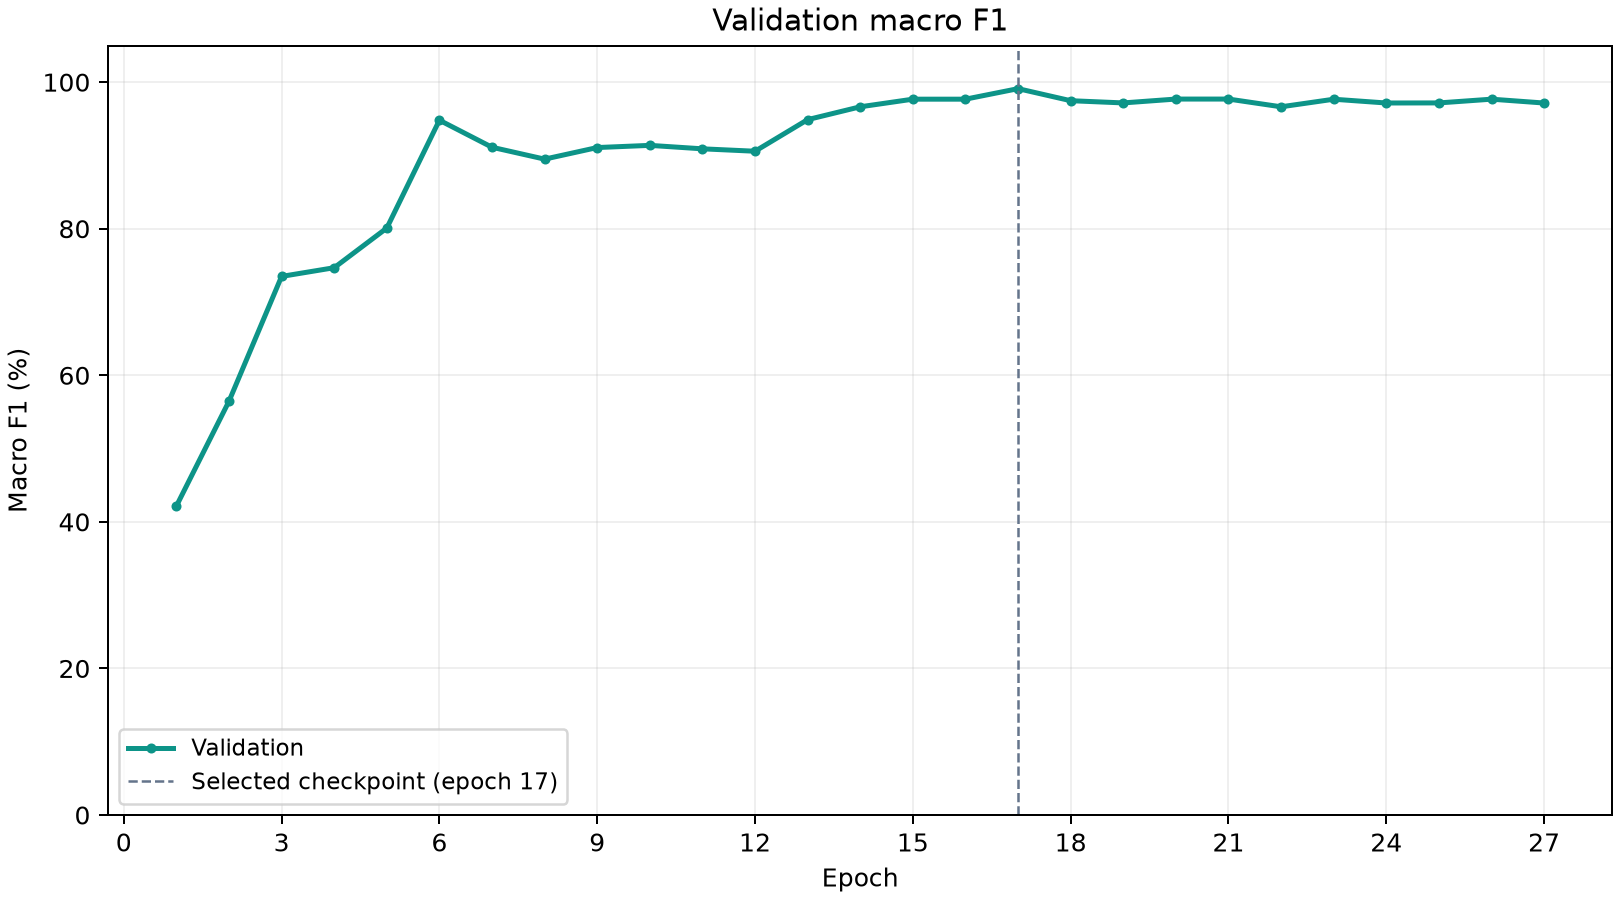 Validation macro F1
Macro F1 (%)
100
80
60
40
20
0
Validation
Selected checkpoint (epoch 17)
0 3 6 9 12 15 18 21 24 27
Epoch